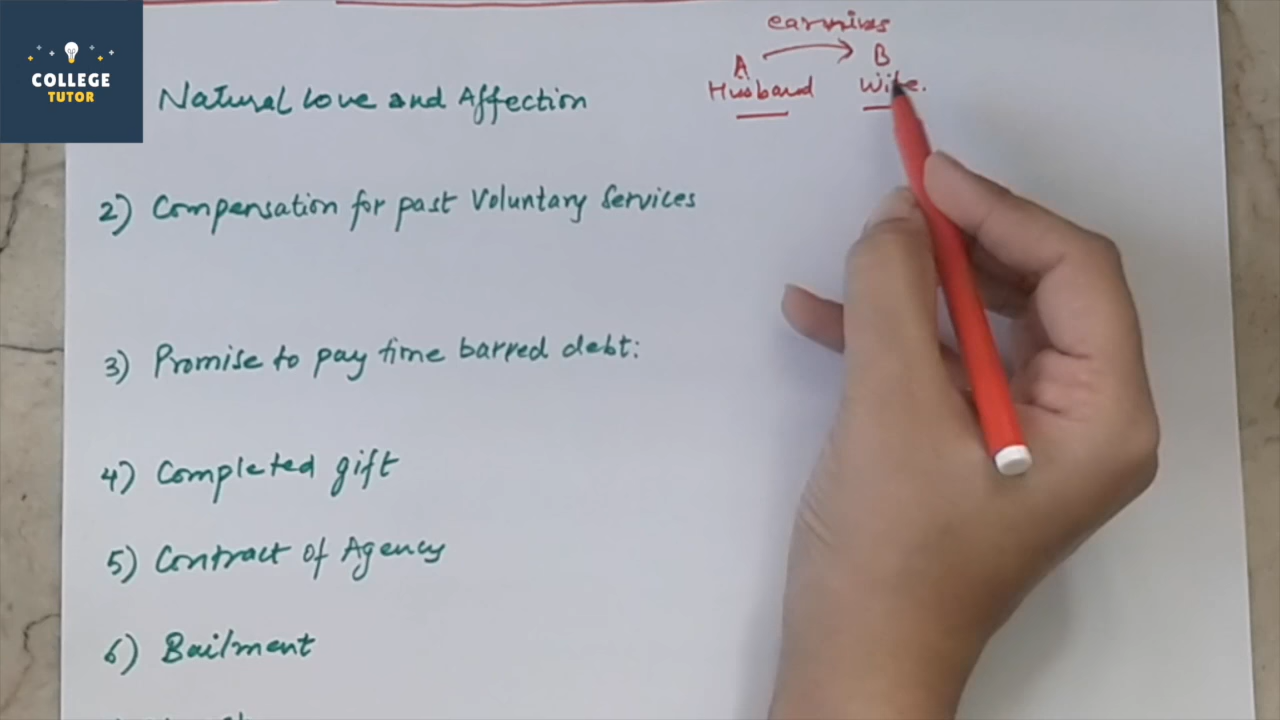 COLLEGE
TUTOR
earnings
A B
Husband Wife.
Natural Love and Affection
2) Compensation for past Voluntary Services
3) Promise to pay time barred debt:
4) Completed gift
5) Contract of Agency
6) Bailment